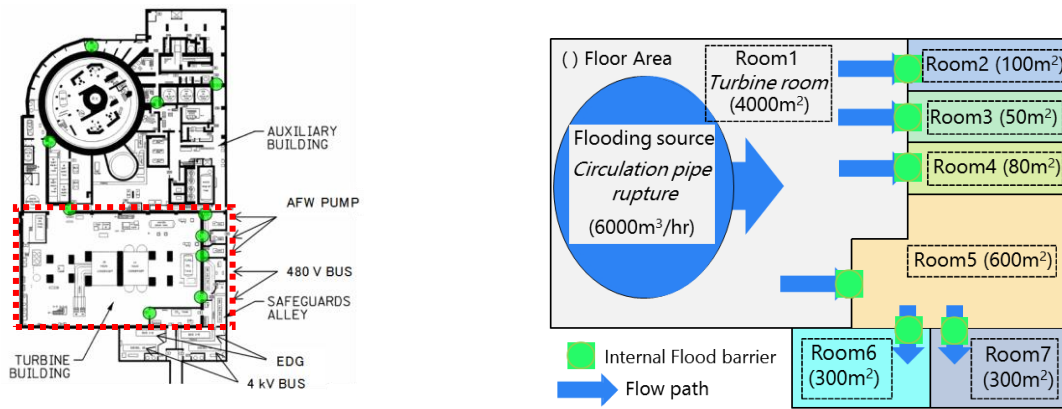 AUXILIARY
BUILDING
AFW PUMP
480 V BUS
SAFEGUARDS
ALLEY
EDG
4 kV BUS
TURBINE
BUILDING
( ) Floor Area
Room1
Turbine room
(4000m²)
Flooding source
Circulation pipe
rupture
(6000m³/hr)
Room2 (100m²)
Room3 (50m²)
Room4 (80m²)
Room5 (600m²)
Room6
(300m²)
Room7
(300m²)
Internal Flood barrier
Flow path